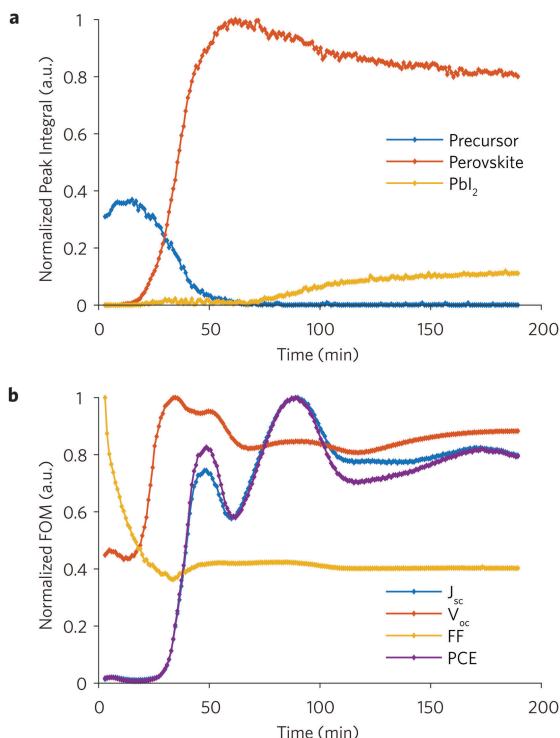 a
Normalized Peak Integral (a.u.)
1
0.8
0.6
0.4
0.2
0
Precursor
Perovskite
PbI₂
0 50 100 150 200
Time (min)
b
Normalized FOM (a.u.)
1
0.8
0.6
0.4
0.2
0
J_sc
V_oc
FF
PCE
0 50 100 150 200
Time (min)